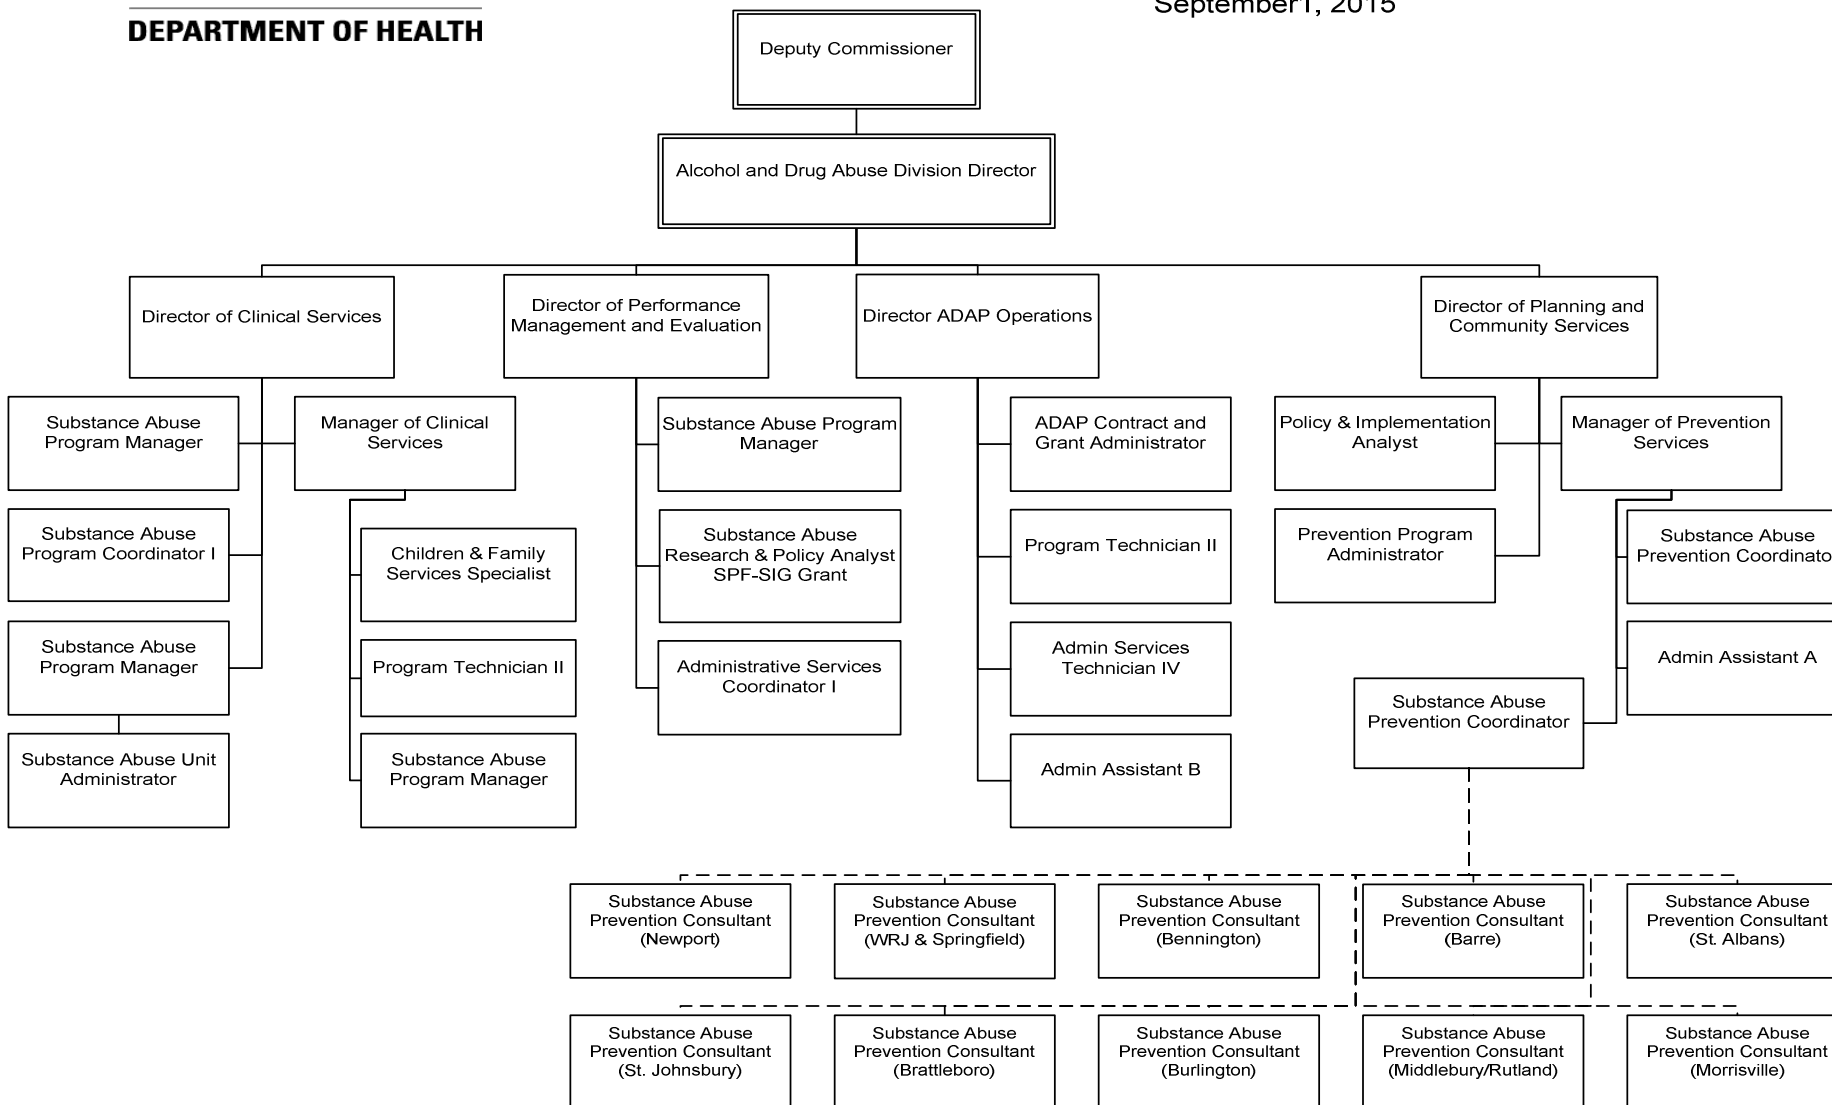 DEPARTMENT OF HEALTH
September1, 2015
Deputy Commissioner
Alcohol and Drug Abuse Division Director
Director of Clinical Services
Director of Performance
Management and Evaluation
Director ADAP Operations
Director of Planning and
Community Services
Substance Abuse
Program Manager
Manager of Clinical
Services
Substance Abuse Program
Manager
ADAP Contract and
Grant Administrator
Policy & Implementation
Analyst
Manager of Prevention
Services
Substance Abuse
Program Coordinator I
Children & Family
Services Specialist
Substance Abuse
Research & Policy Analyst
SPF-SIG Grant
Program Technician II
Prevention Program
Administrator
Substance Abuse
Prevention Coordinato
Substance Abuse
Program Manager
Program Technician II
Administrative Services
Coordinator I
Admin Services
Technician IV
Admin Assistant A
Substance Abuse
Prevention Coordinator
Substance Abuse Unit
Administrator
Substance Abuse
Program Manager
Admin Assistant B
Substance Abuse
Prevention Consultant
(Newport)
Substance Abuse
Prevention Consultant
(WRJ & Springfield)
Substance Abuse
Prevention Consultant
(Bennington)
Substance Abuse
Prevention Consultant
(Barre)
Substance Abuse
Prevention Consultant
(St. Albans)
Substance Abuse
Prevention Consultant
(St. Johnsbury)
Substance Abuse
Prevention Consultant
(Brattleboro)
Substance Abuse
Prevention Consultant
(Burlington)
Substance Abuse
Prevention Consultant
(Middlebury/Rutland)
Substance Abuse
Prevention Consultant
(Morrisville)